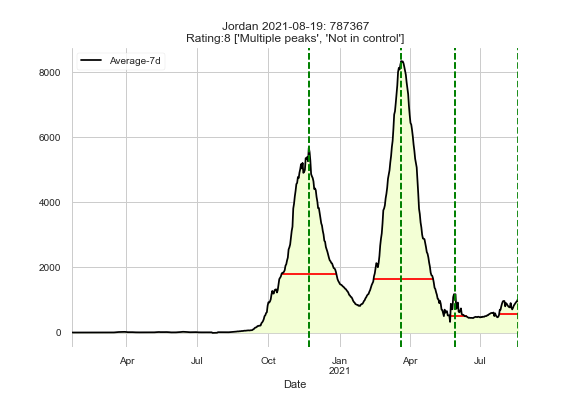 Jordan 2021-08-19: 787367
Rating:8 ['Multiple peaks', 'Not in control']
Average-7d
8000
6000
4000
2000
0
Apr
Jul
Oct
Jan
2021
Apr
Jul
Date